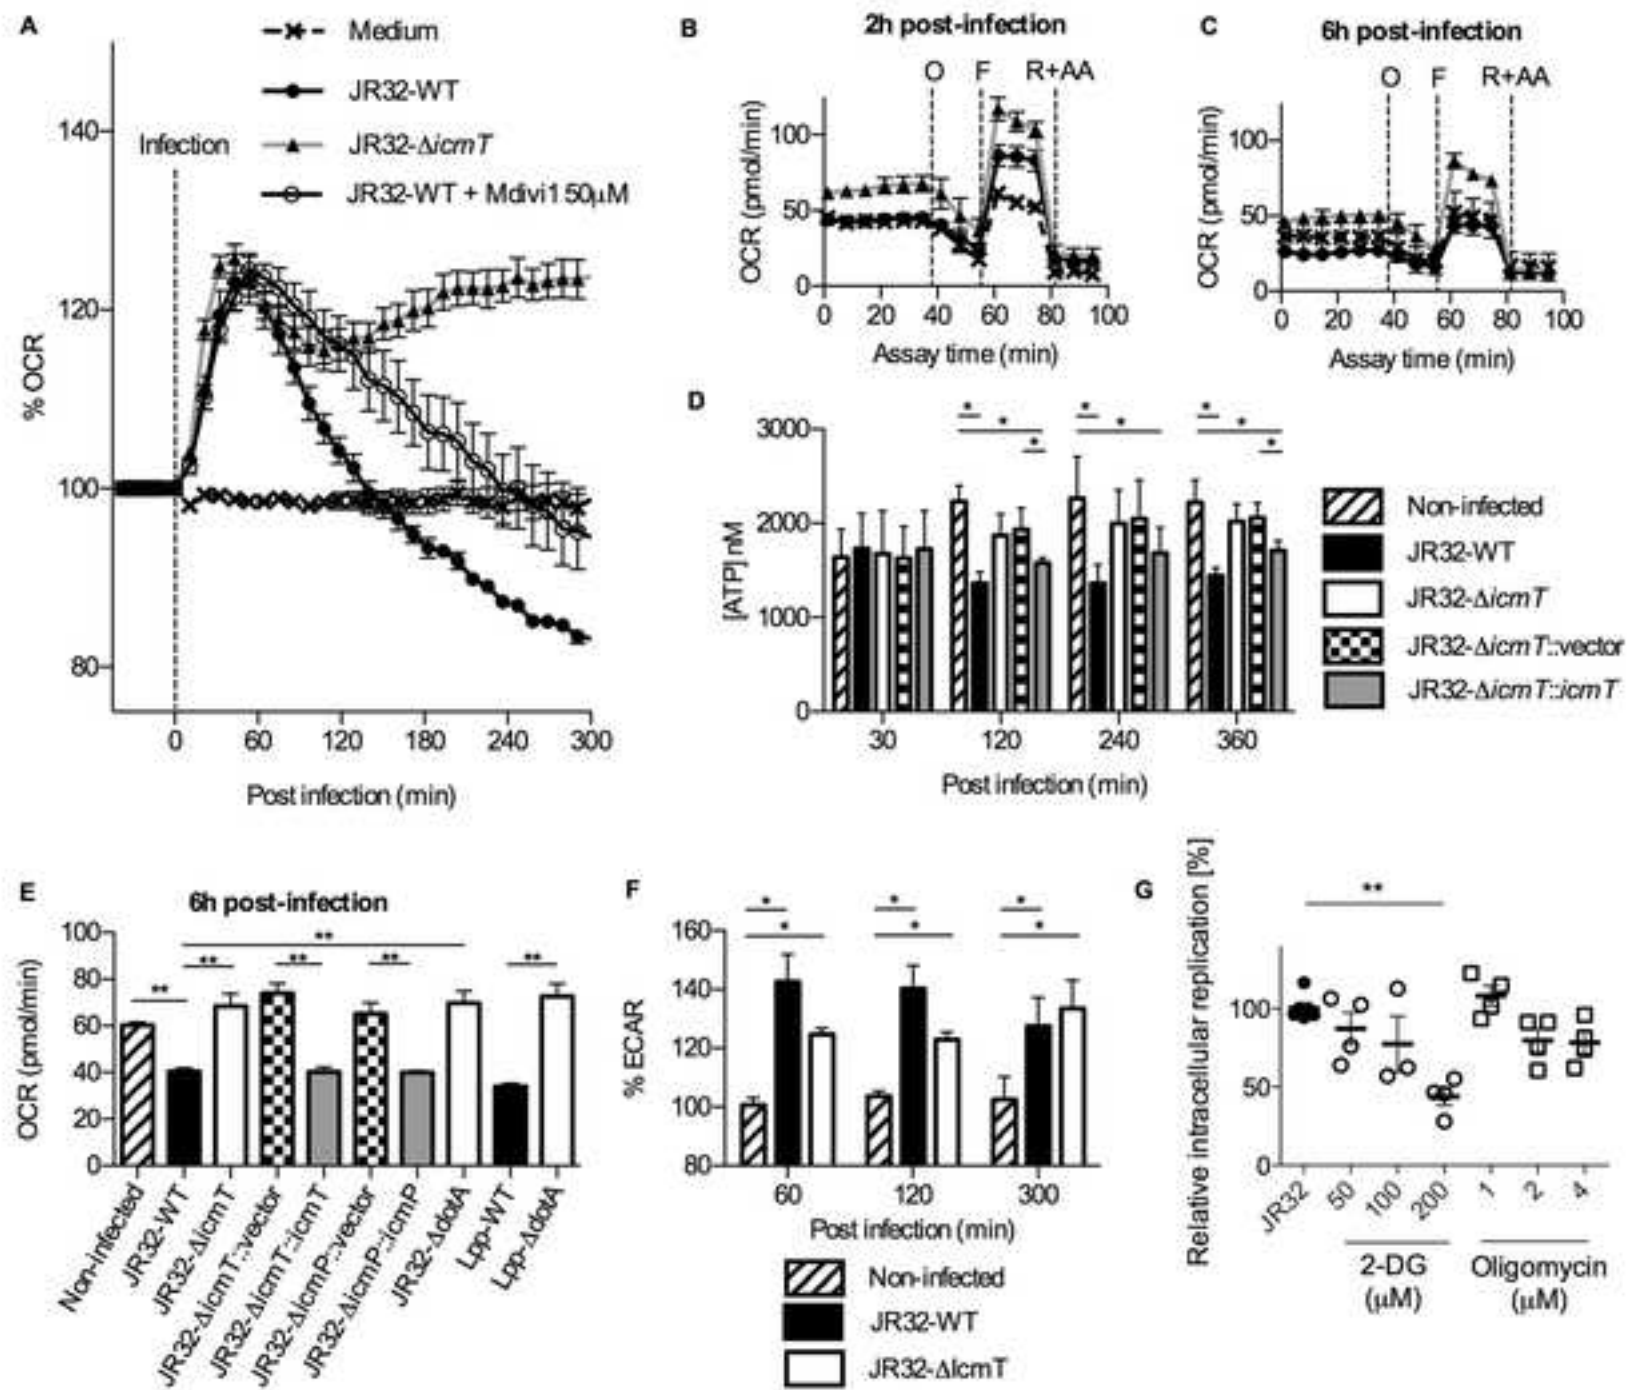 A
Medium
JR32-WT
JR32-ΔicmT
JR32-WT + Mdivi1 50μM
Infection
% OCR
140
120
100
80
0 60 120 180 240 300
Post infection (min)
B
2h post-infection
O F R+AA
OCR (pmol/min)
100
50
0
0 20 40 60 80 100
Assay time (min)
C
6h post-infection
O F R+AA
OCR (pmol/min)
100
50
0
0 20 40 60 80 100
Assay time (min)
D
* * *
* *
* * *
[ATP] nM
3000
2000
1000
0
30 120 240 360
Post infection (min)
Non-infected
JR32-WT
JR32-ΔicmT
JR32-ΔicmT::vector
JR32-ΔicmT::icmT
E
6h post-infection
** ** ** ** ** **
OCR (pmol/min)
100
80
60
40
20
0
Non-infected
JR32-WT
JR32-ΔicmT
JR32-ΔicmT::vector
JR32-ΔicmT::icmT
JR32-ΔicmP::vector
JR32-ΔicmP::icmP
JR32-ΔdotA
Lpp-WT
Lpp-ΔdotA
F
* * *
* * *
% ECAR
160
140
120
100
80
60 120 300
Post infection (min)
Non-infected
JR32-WT
JR32-ΔIcmT
G
**
Relative intracellular replication [%]
100
50
0
JR32 50 100 200 1 2 4
2-DG Oligomycin
(μM) (μM)